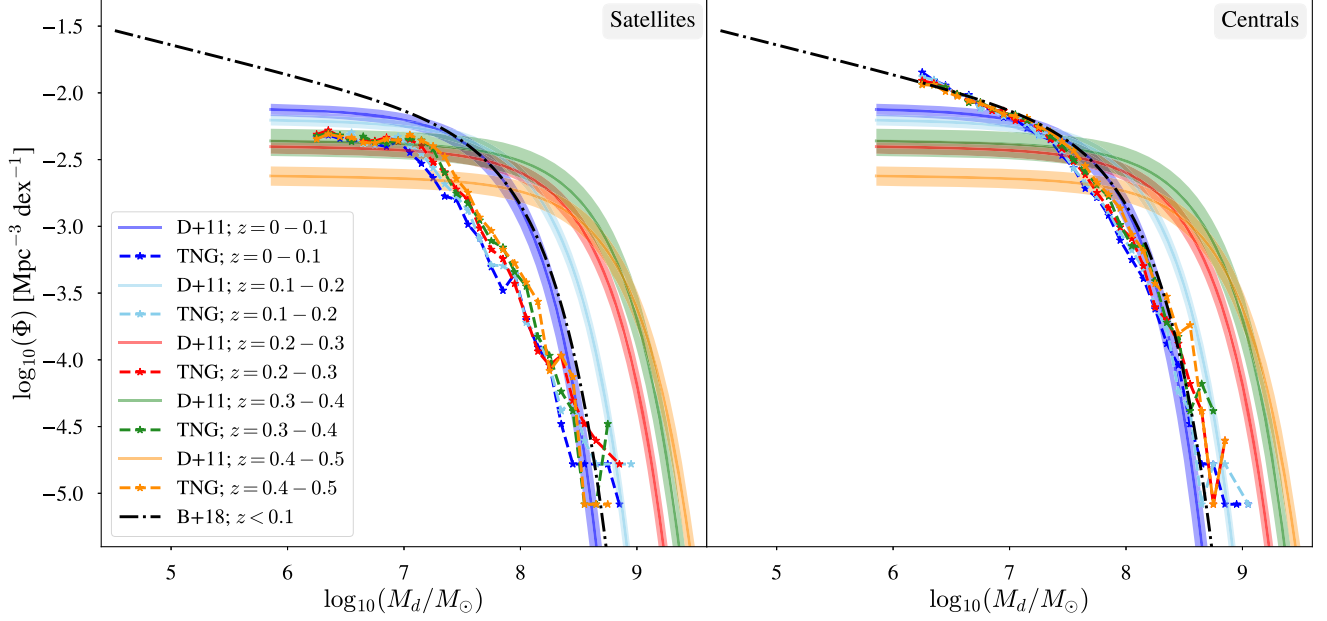 Satellites
Centrals
log₁₀(Φ) [Mpc⁻³ dex⁻¹]
−1.5
−2.0
−2.5
−3.0
−3.5
−4.0
−4.5
−5.0
D+11; z = 0 − 0.1
TNG; z = 0 − 0.1
D+11; z = 0.1 − 0.2
TNG; z = 0.1 − 0.2
D+11; z = 0.2 − 0.3
TNG; z = 0.2 − 0.3
D+11; z = 0.3 − 0.4
TNG; z = 0.3 − 0.4
D+11; z = 0.4 − 0.5
TNG; z = 0.4 − 0.5
B+18; z < 0.1
5 6 7 8 9
5 6 7 8 9
log₁₀(M_d/M_⊙)
log₁₀(M_d/M_⊙)